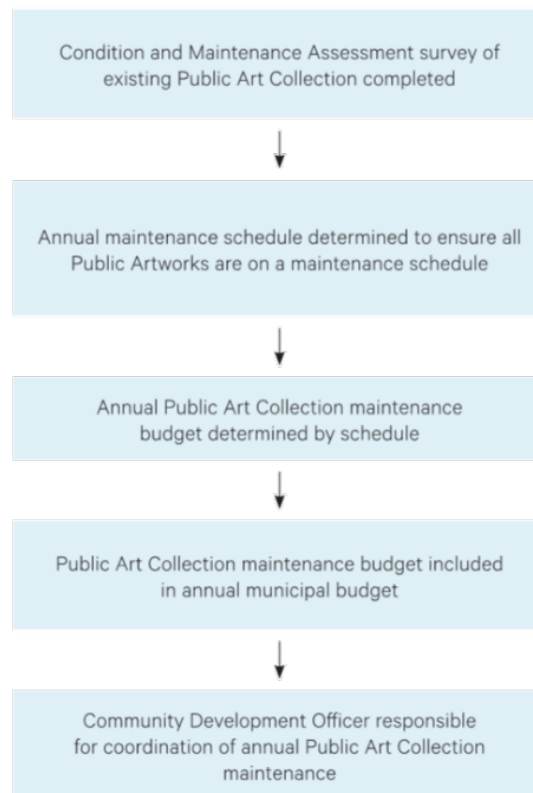 Condition and Maintenance Assessment survey of
existing Public Art Collection completed
Annual maintenance schedule determined to ensure all
Public Artworks are on a maintenance schedule
Annual Public Art Collection maintenance
budget determined by schedule
Public Art Collection maintenance budget included
in annual municipal budget
Community Development Officer responsible
for coordination of annual Public Art Collection
maintenance